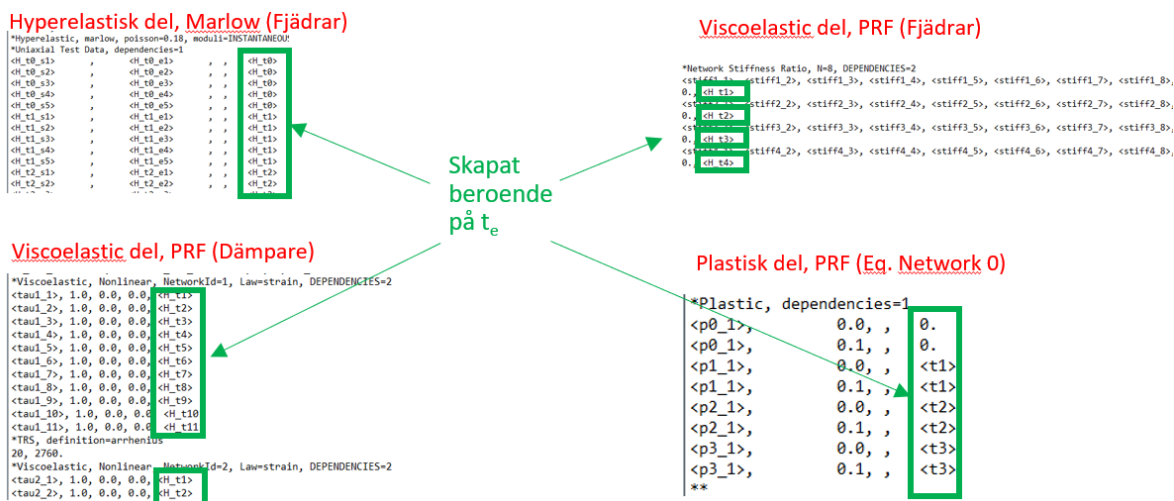 Hyperelastisk del, Marlow (Fjädrar)
*Hyperelastic, marlow, poisson=0.18, moduli=INSTANTANEOUS
*Uniaxial Test Data, dependencies=1
<H_t0_s1> , <H_t0_e1> , , <H_t0>
<H_t0_s2> , <H_t0_e2> , , <H_t0>
<H_t0_s3> , <H_t0_e3> , , <H_t0>
<H_t0_s4> , <H_t0_e4> , , <H_t0>
<H_t0_s5> , <H_t0_e5> , , <H_t0>
<H_t1_s1> , <H_t1_e1> , , <H_t1>
<H_t1_s2> , <H_t1_e2> , , <H_t1>
<H_t1_s3> , <H_t1_e3> , , <H_t1>
<H_t1_s4> , <H_t1_e4> , , <H_t1>
<H_t1_s5> , <H_t1_e5> , , <H_t1>
<H_t2_s1> , <H_t2_e1> , , <H_t2>
<H_t2_s2> , <H_t2_e2> , , <H_t2>
Viscoelastic del, PRF (Fjädrar)
*Network Stiffness Ratio, N=8, DEPENDENCIES=2
<stiff1_1>, <stiff1_2>, <stiff1_3>, <stiff1_4>, <stiff1_5>, <stiff1_6>, <stiff1_7>, <stiff1_8>,
0., <H_t1>
<stiff2_2>, <stiff2_3>, <stiff2_4>, <stiff2_5>, <stiff2_6>, <stiff2_7>, <stiff2_8>,
0., <H_t2>
<stiff3_2>, <stiff3_3>, <stiff3_4>, <stiff3_5>, <stiff3_6>, <stiff3_7>, <stiff3_8>,
0., <H_t3>
<stiff4_2>, <stiff4_3>, <stiff4_4>, <stiff4_5>, <stiff4_6>, <stiff4_7>, <stiff4_8>,
0., <H_t4>
Skapat
beroende
på te
Viscoelastic del, PRF (Dämpare)
*Viscoelastic, Nonlinear, NetworkId=1, Law=strain, DEPENDENCIES=2
<tau1_1>, 1.0, 0.0, 0.0, <H_t1>
<tau1_2>, 1.0, 0.0, 0.0, <H_t2>
<tau1_3>, 1.0, 0.0, 0.0, <H_t3>
<tau1_4>, 1.0, 0.0, 0.0, <H_t4>
<tau1_5>, 1.0, 0.0, 0.0, <H_t5>
<tau1_6>, 1.0, 0.0, 0.0, <H_t6>
<tau1_7>, 1.0, 0.0, 0.0, <H_t7>
<tau1_8>, 1.0, 0.0, 0.0, <H_t8>
<tau1_9>, 1.0, 0.0, 0.0, <H_t9>
<tau1_10>, 1.0, 0.0, 0.0, <H_t10
<tau1_11>, 1.0, 0.0, 0.0, <H_t11
*TRS, definition=arrhenius
20, 2760.
*Viscoelastic, Nonlinear, NetworkId=2, Law=strain, DEPENDENCIES=2
<tau2_1>, 1.0, 0.0, 0.0, <H_t1>
<tau2_2>, 1.0, 0.0, 0.0, <H_t2>
Plastisk del, PRF (Eq. Network 0)
*Plastic, dependencies=1
<p0_1>, 0.0, , 0.
<p0_1>, 0.1, , 0.
<p1_1>, 0.0, , <t1>
<p1_1>, 0.1, , <t1>
<p2_1>, 0.0, , <t2>
<p2_1>, 0.1, , <t2>
<p3_1>, 0.0, , <t3>
<p3_1>, 0.1, , <t3>
**